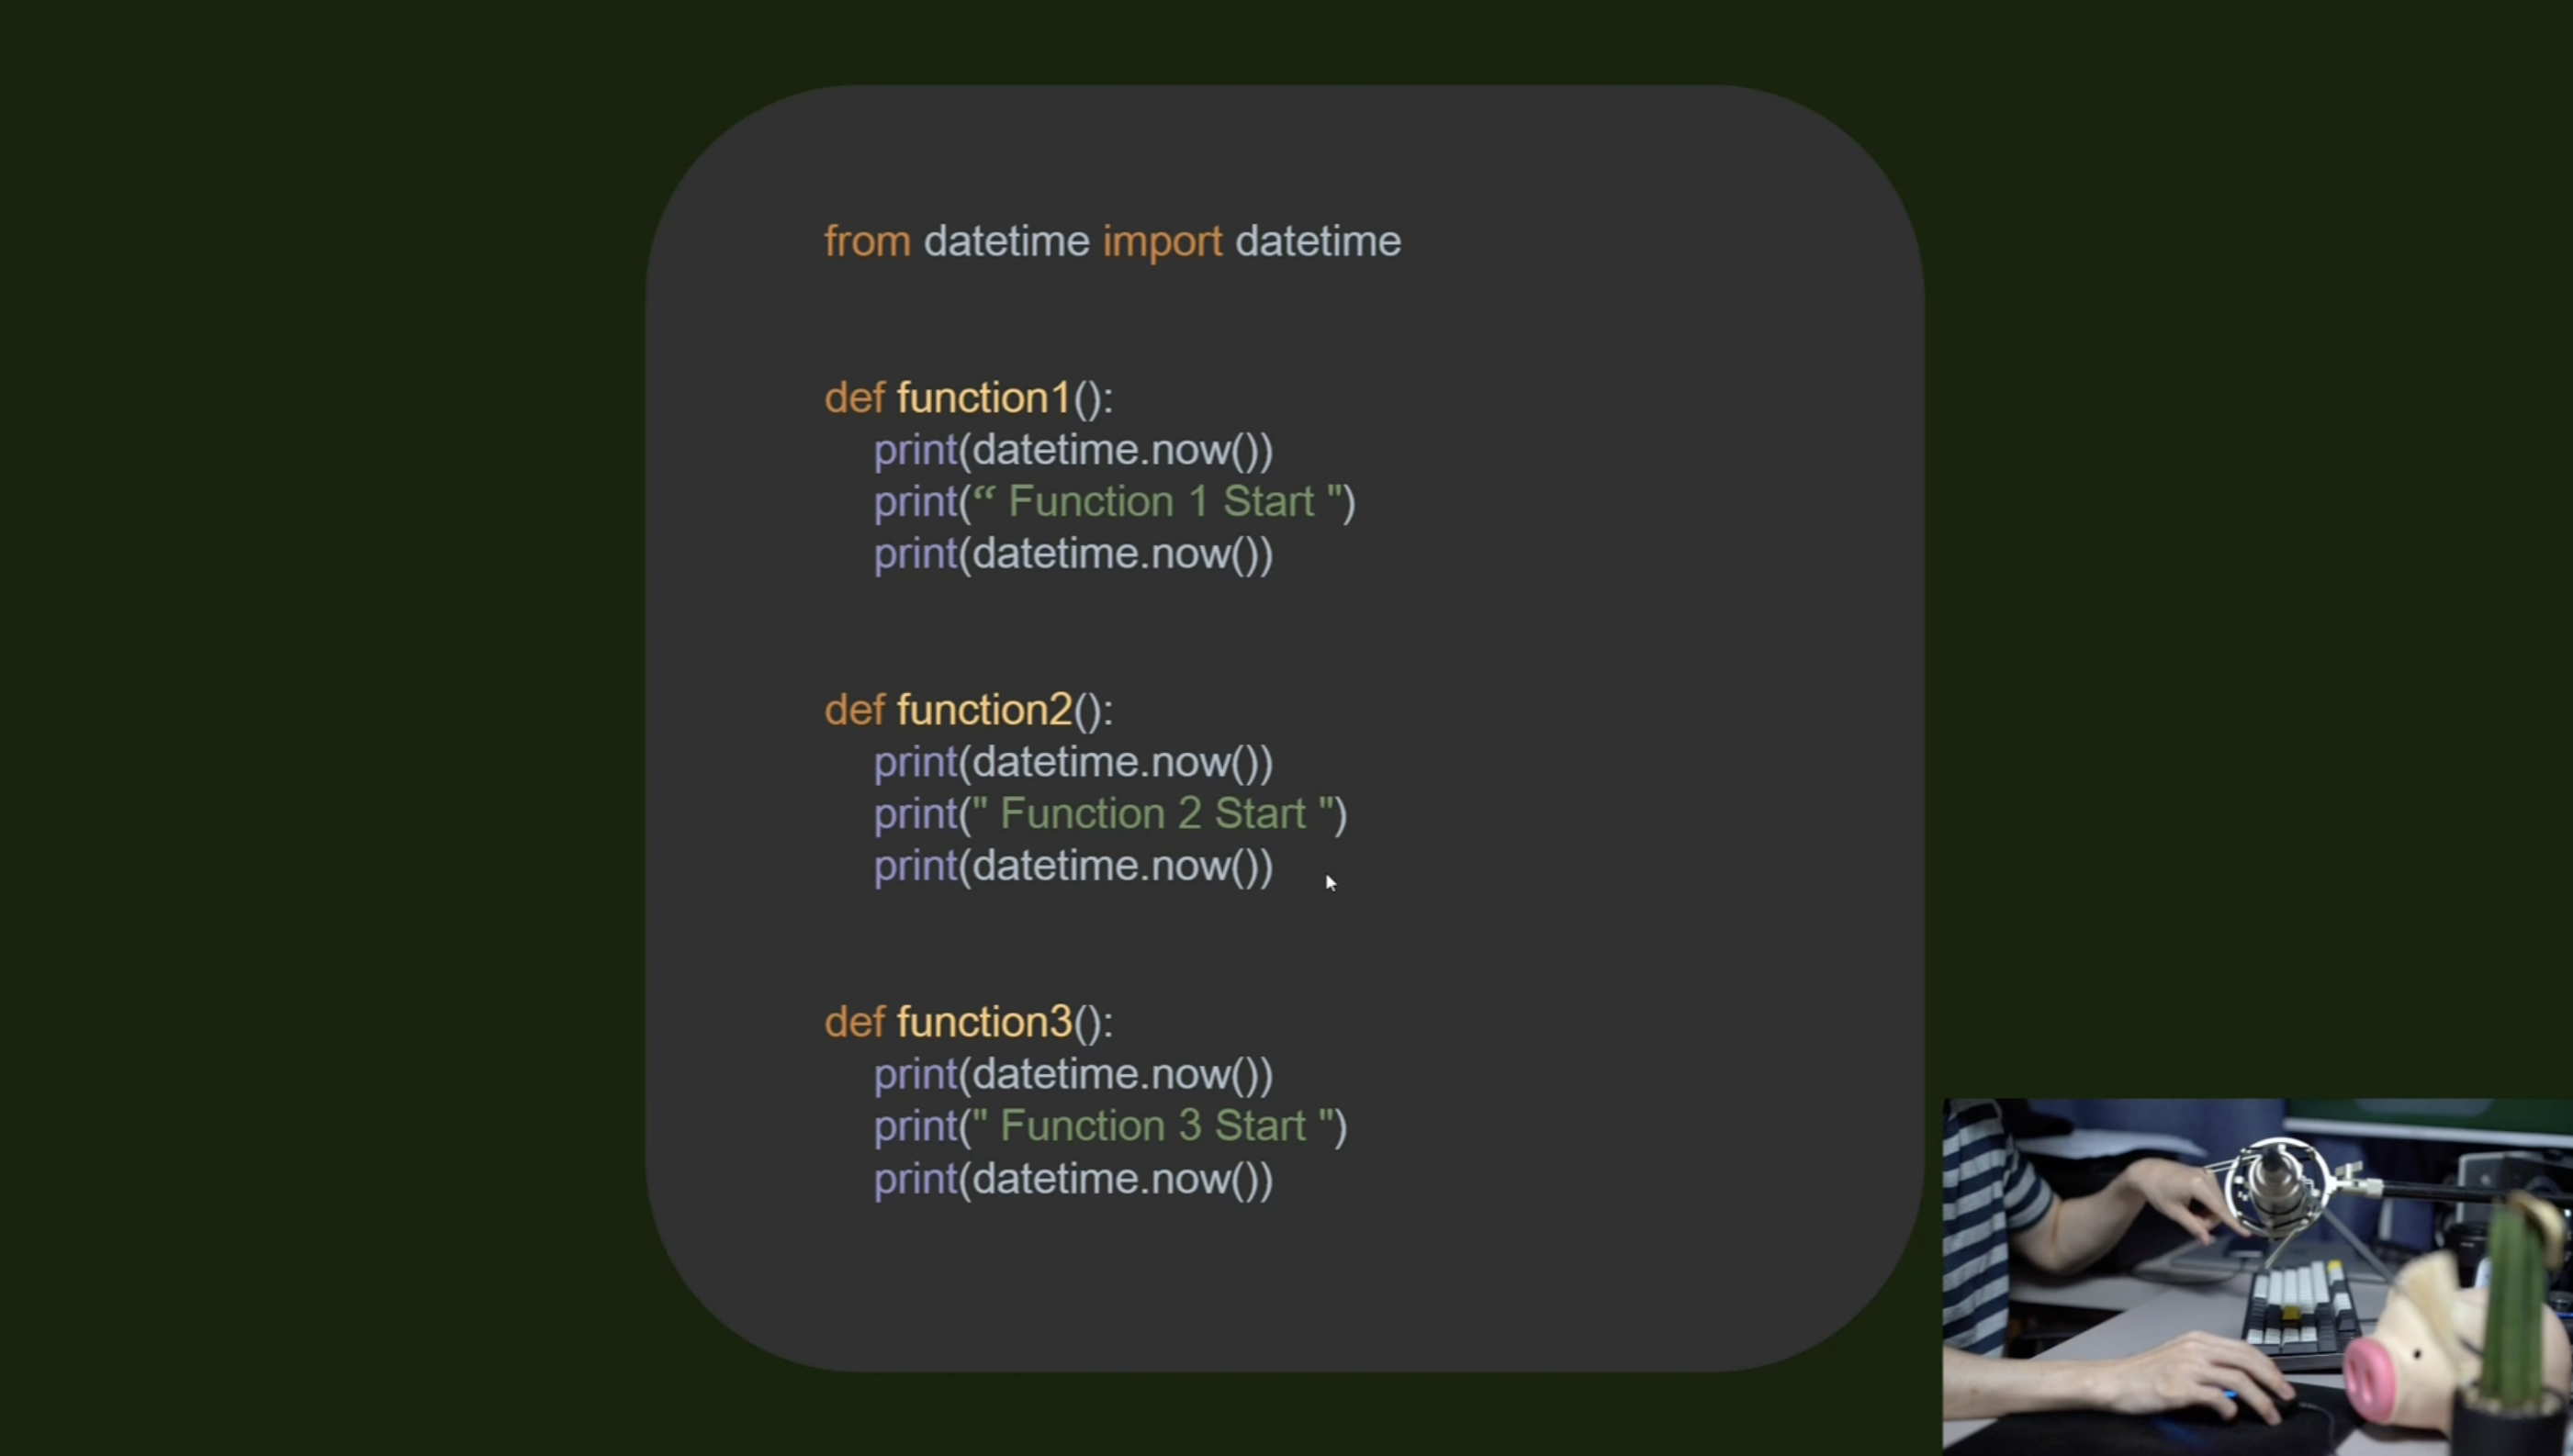 from datetime import datetime
def function1():
print(datetime.now())
print(“ Function 1 Start ")
print(datetime.now())
def function2():
print(datetime.now())
print(" Function 2 Start ")
print(datetime.now())
def function3():
print(datetime.now())
print(" Function 3 Start ")
print(datetime.now())